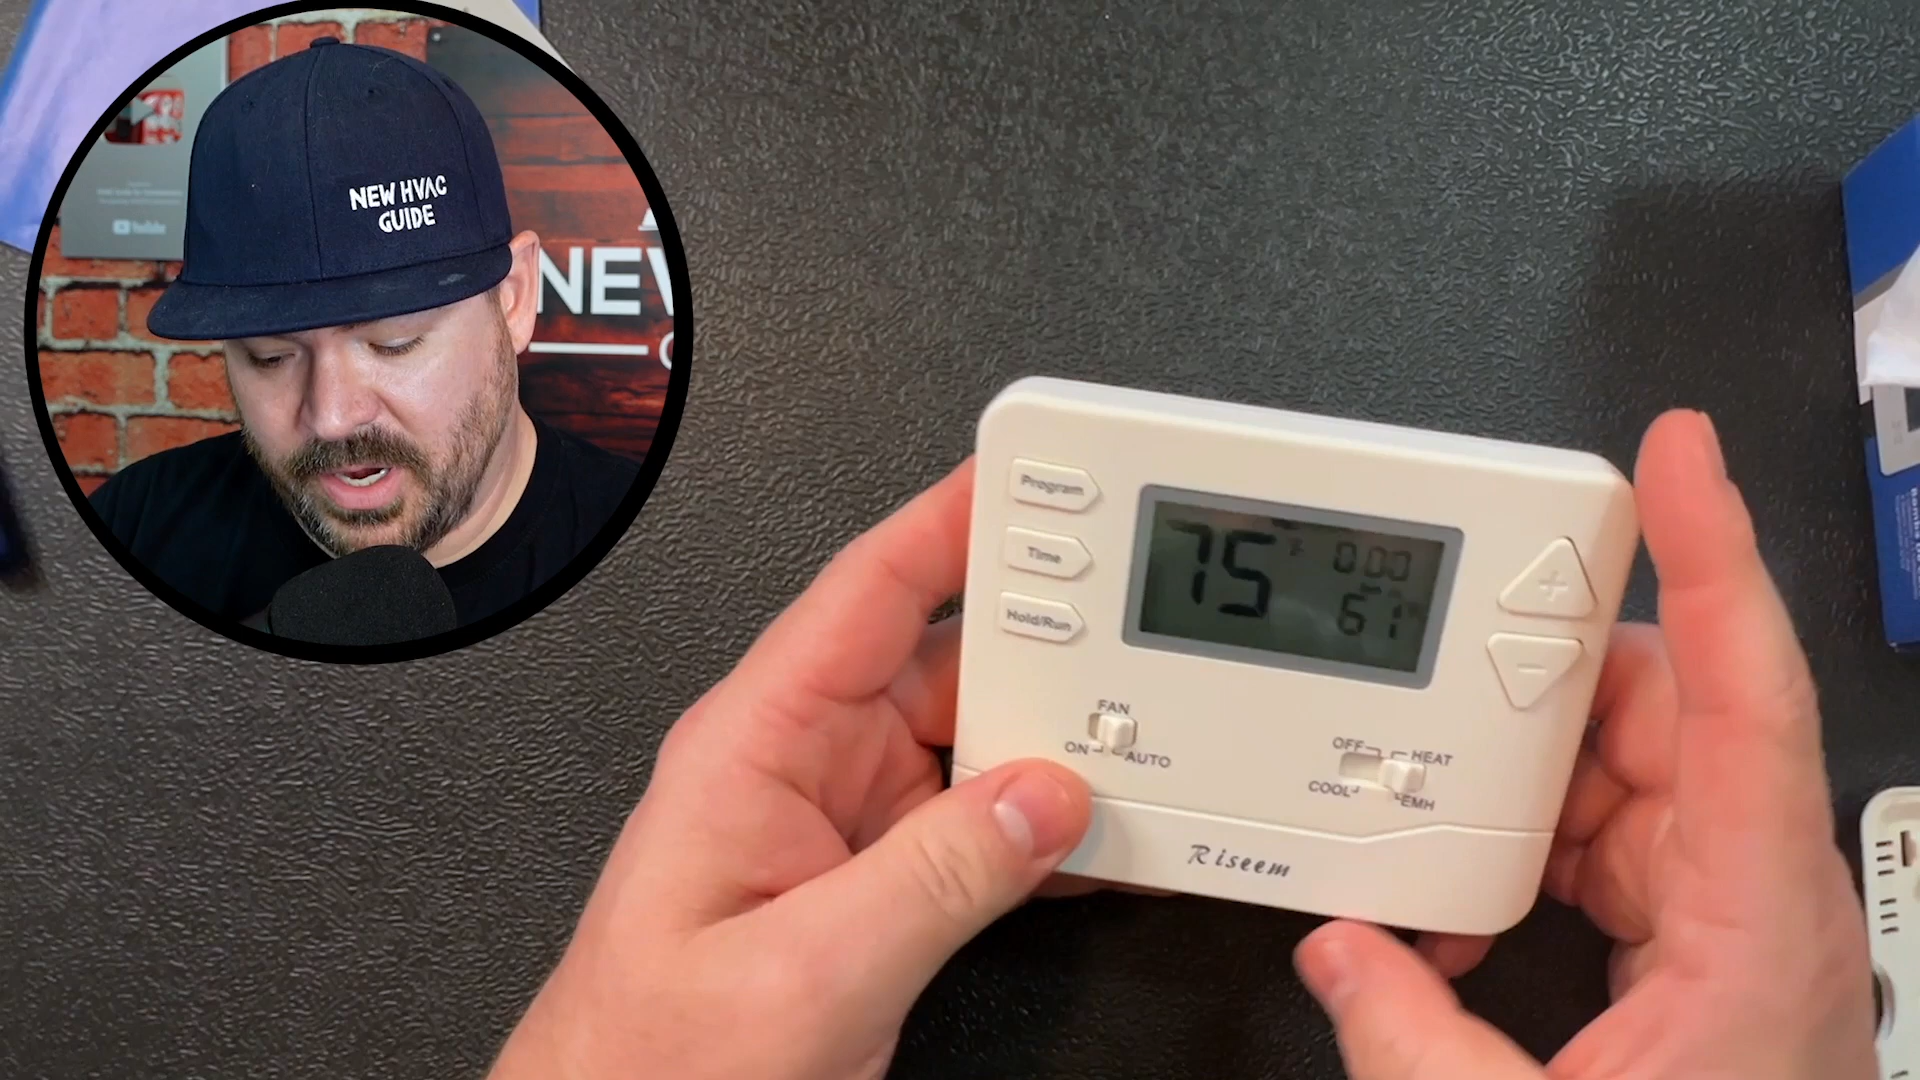 NEW HVAC
GUIDE
YouTube
NEW
Program
Time
Hold/Run
75
0:00
61
FAN
ON
AUTO
OFF
HEAT
COOL
EMH
Riseem